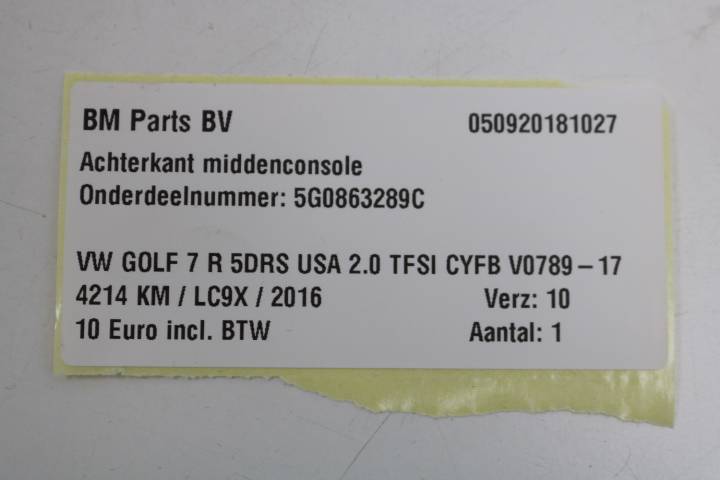 BM Parts BV 050920181027
Achterkant middenconsole
Onderdeelnummer: 5G0863289C
VW GOLF 7 R 5DRS USA 2.0 TFSI CYFB V0789-17
4214 KM / LC9X / 2016 Verz: 10
10 Euro incl. BTW Aantal: 1